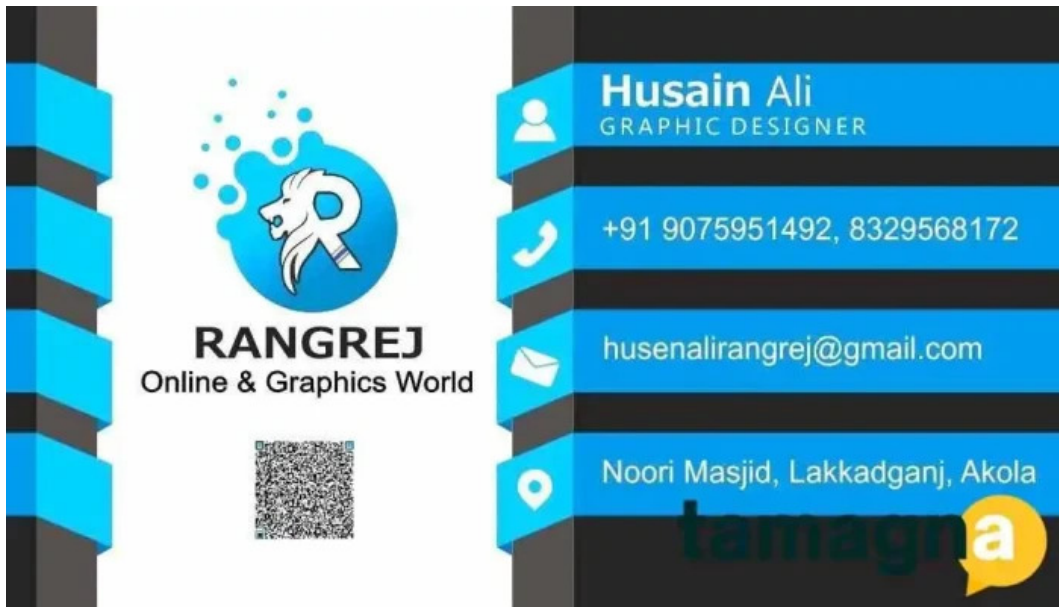 RANGREJ
Online & Graphics World
Husain Ali
GRAPHIC DESIGNER
+91 9075951492, 8329568172
husenalirangrej@gmail.com
Noori Masjid, Lakkadganj, Akola
tamagna